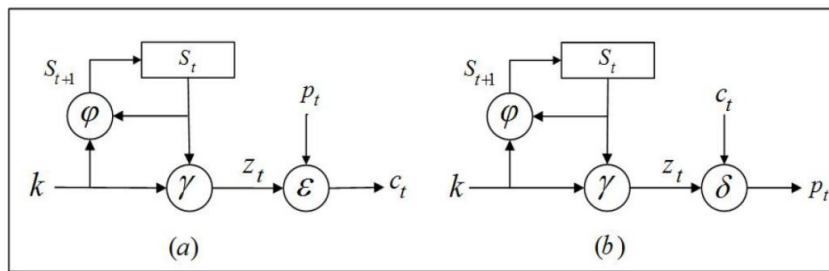 S_{t+1} S_t
φ p_t
k γ z_t ε c_t
(a)
S_{t+1} S_t
φ c_t
k γ z_t δ p_t
(b)